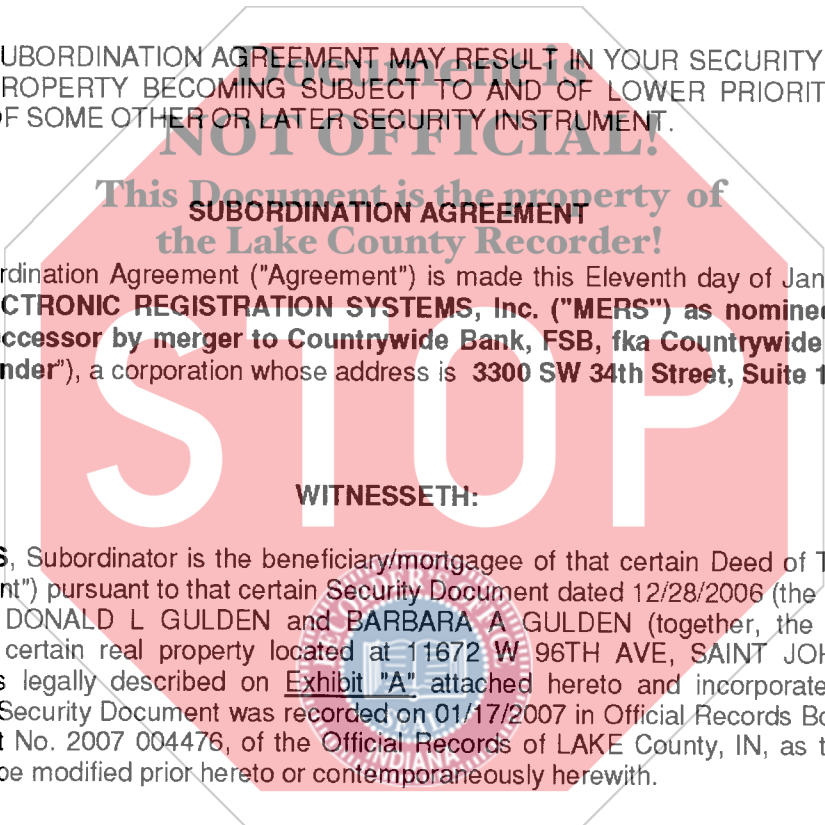 UBORDINATION AGREEMENT MAY RESULT IN YOUR SECURITY
ROPERTY BECOMING SUBJECT TO AND OF LOWER PRIORIT
OF SOME OTHER OR LATER SECURITY INSTRUMENT.
Document is
NOT OFFICIAL!
This Document is the property of
the Lake County Recorder!
SUBORDINATION AGREEMENT
rdination Agreement ("Agreement") is made this Eleventh day of Jan
CTRONIC REGISTRATION SYSTEMS, Inc. ("MERS") as nominee
ccessor by merger to Countrywide Bank, FSB, fka Countrywide
nder"), a corporation whose address is 3300 SW 34th Street, Suite 1
STOP
WITNESSETH:
S, Subordinator is the beneficiary/mortgagee of that certain Deed of T
nt") pursuant to that certain Security Document dated 12/28/2006 (the
DONALD L GULDEN and BARBARA A GULDEN (together, the
certain real property located at 11672 W 96TH AVE, SAINT JOH
s legally described on Exhibit "A" attached hereto and incorporate
Security Document was recorded on 01/17/2007 in Official Records Bo
t No. 2007 004476, of the Official Records of LAKE County, IN, as t
be modified prior hereto or contemporaneously herewith.
RECORDER'S OFFICE
INDIANA